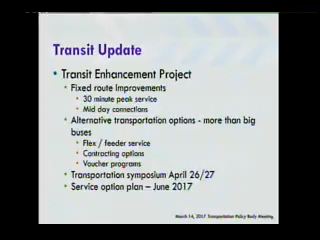 Transit Update
• Transit Enhancement Project
• Fixed route improvements
• 30 minute peak service
• Mid day connections
• Alternative transportation options - more than big
buses
• Flex / feeder service
• Contracting options
• Voucher programs
• Transportation symposium April 26/27
• Service option plan – June 2017
March 14, 2017 Transportation Policy Body Meeting